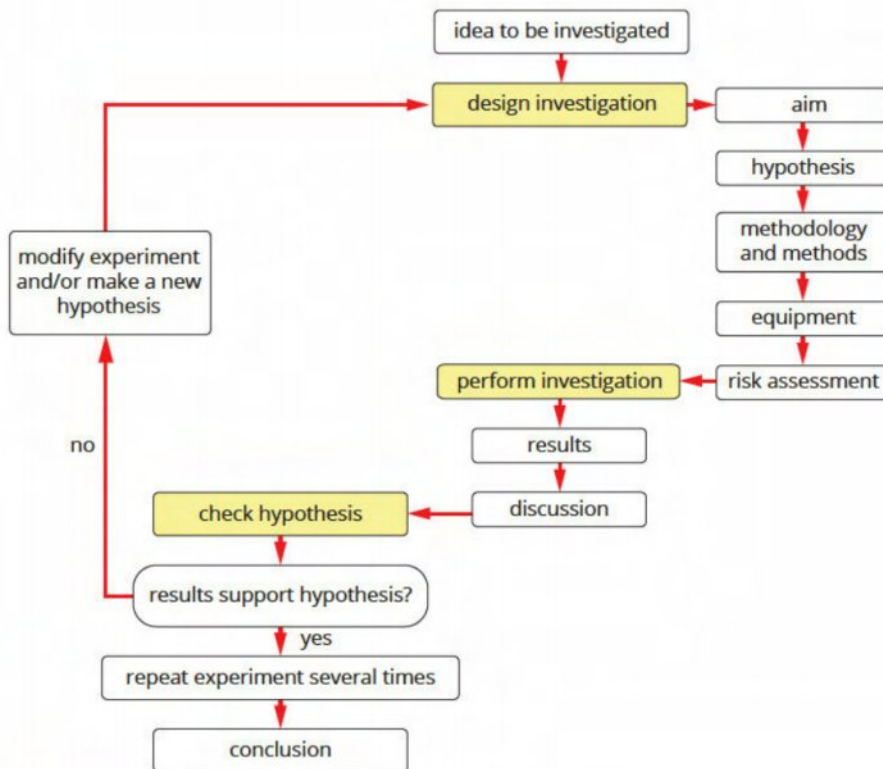 idea to be investigated
design investigation
aim
hypothesis
methodology
and methods
equipment
risk assessment
perform investigation
results
discussion
check hypothesis
results support hypothesis?
no
modify experiment
and/or make a new
hypothesis
yes
repeat experiment several times
conclusion